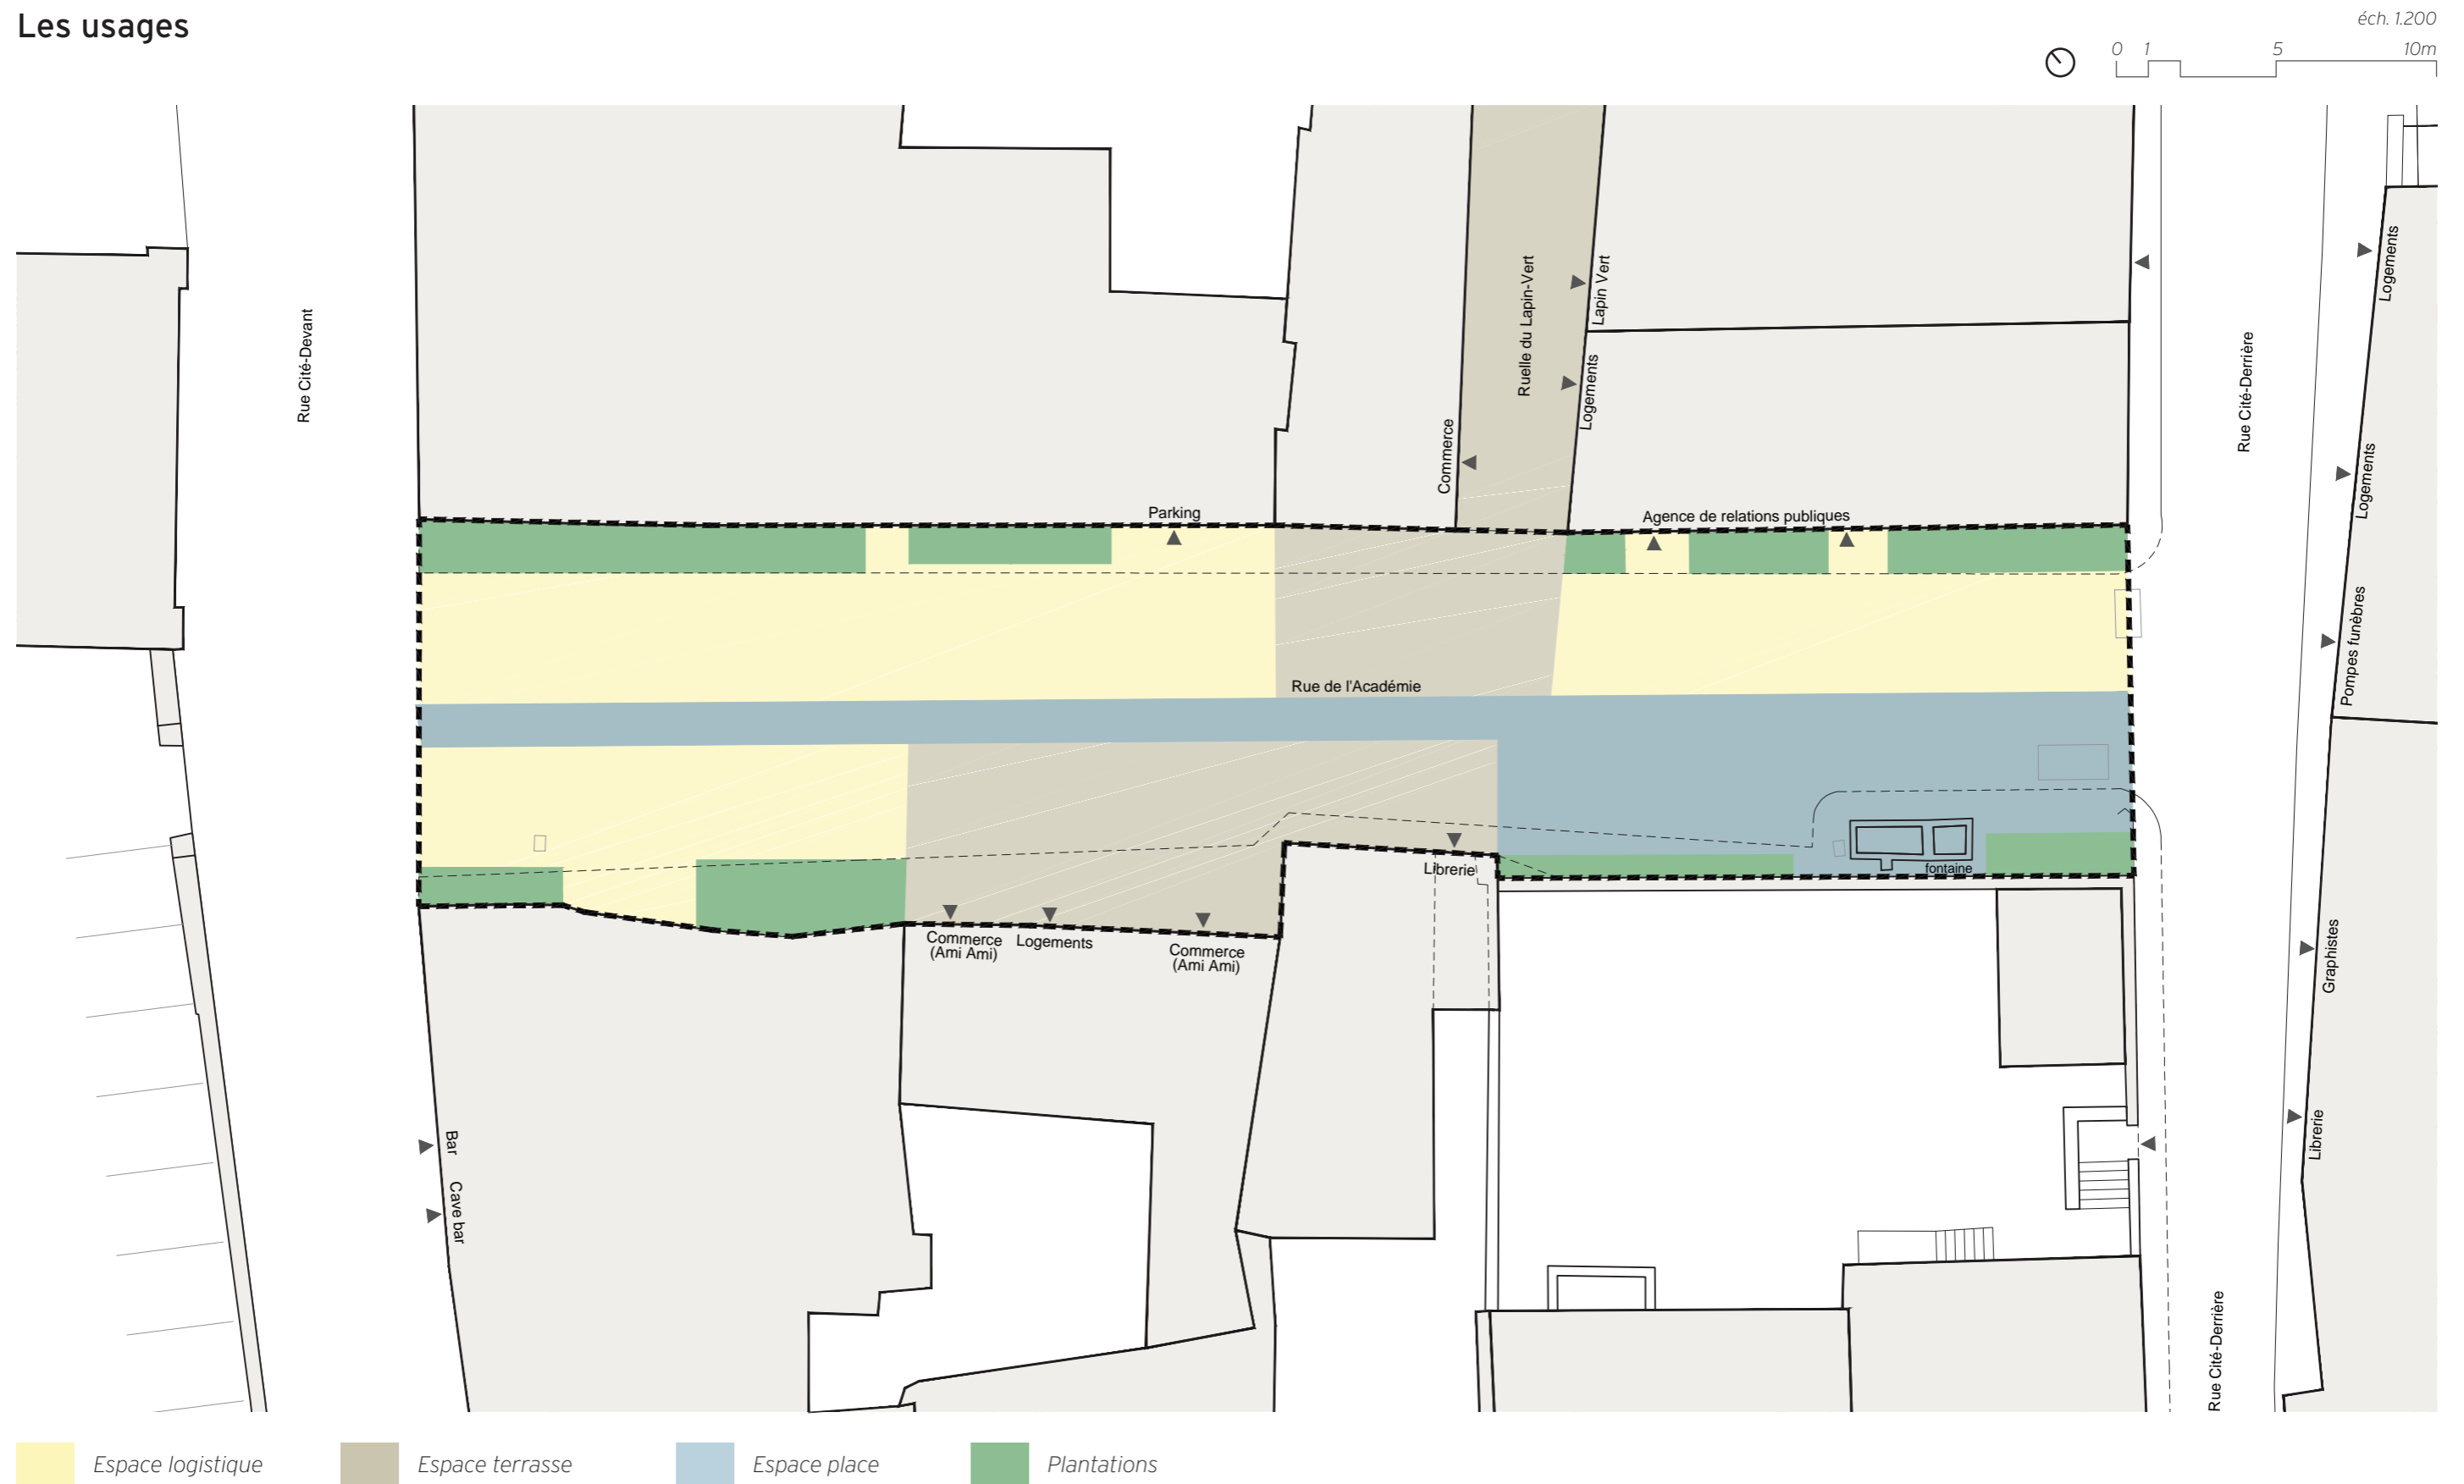 Les usages
éch. 1.200
0 1 5 10m
Rue Cité-Devant
Ruelle du Lapin-Vert
Lapin Vert
Logements
Commerce
Rue Cité-Derrière
Logements
Logements
Pompes funèbres
Parking
Agence de relations publiques
Rue de l'Académie
Librerie
fontaine
Commerce
(Ami Ami)
Logements
Commerce
(Ami Ami)
Graphistes
Librerie
Bar
Cave bar
Rue Cité-Derrière
Espace logistique
Espace terrasse
Espace place
Plantations